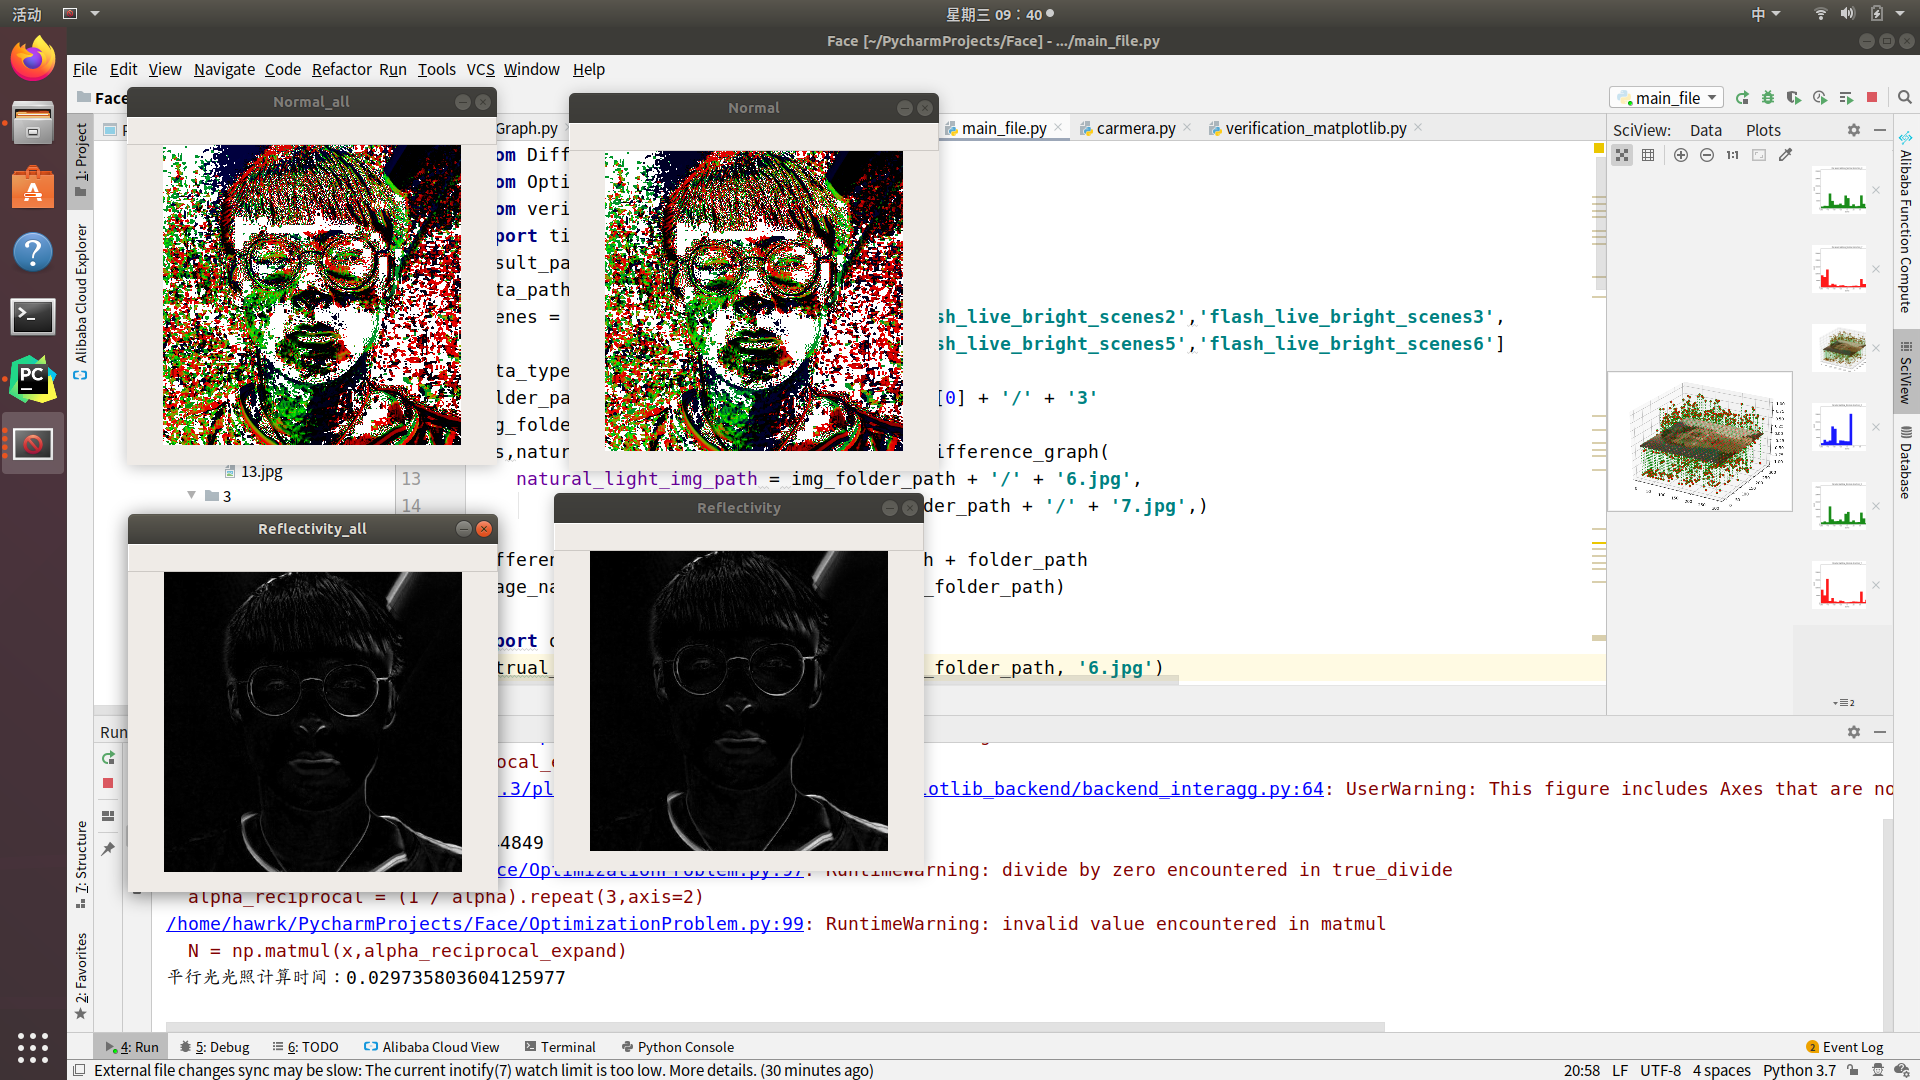 活动
星期三 09：40
中
Face [~/PycharmProjects/Face] - .../main_file.py
File Edit View Navigate Code Refactor Run Tools VCS Window Help
Face
main_file
Normal_all
Normal
Graph.py
main_file.py
carmera.py
verification_matplotlib.py
SciView: Data Plots
1:1
1: Project
Alibaba Cloud Explorer
7: Structure
2: Favorites
Alibaba Function Compute
SciView
Database
om Diff
om Opti
om veri
port ti
sult_pa
ta_path
enes =
sh_live_bright_scenes2','flash_live_bright_scenes3',
sh_live_bright_scenes5','flash_live_bright_scenes6']
ta_type
lder_pa
[0] + '/' + '3'
g_folde
s,natur
ifference_graph(
13.jpg
3
13 natural_light_img_path = img_folder_path + '/' + '6.jpg',
14
der_path + '/' + '7.jpg',)
Reflectivity_all
Reflectivity
fferen
h + folder_path
age_na
_folder_path)
port
trual_
_folder_path, '6.jpg')
2
Run
.3/pl
lotlib_backend/backend_interagg.py:64: UserWarning: This figure includes Axes that are no
4849
ce/OptimizationProblem.py:97: RuntimeWarning: divide by zero encountered in true_divide
alpha_reciprocal = (1 / alpha).repeat(3,axis=2)
/home/hawrk/PycharmProjects/Face/OptimizationProblem.py:99: RuntimeWarning: invalid value encountered in matmul
N = np.matmul(x,alpha_reciprocal_expand)
平行光光照计算时间：0.029735803604125977
4: Run 5: Debug 6: TODO Alibaba Cloud View Terminal Python Console
2 Event Log
External file changes sync may be slow: The current inotify(7) watch limit is too low. More details. (30 minutes ago)
20:58 LF UTF-8 4 spaces Python 3.7